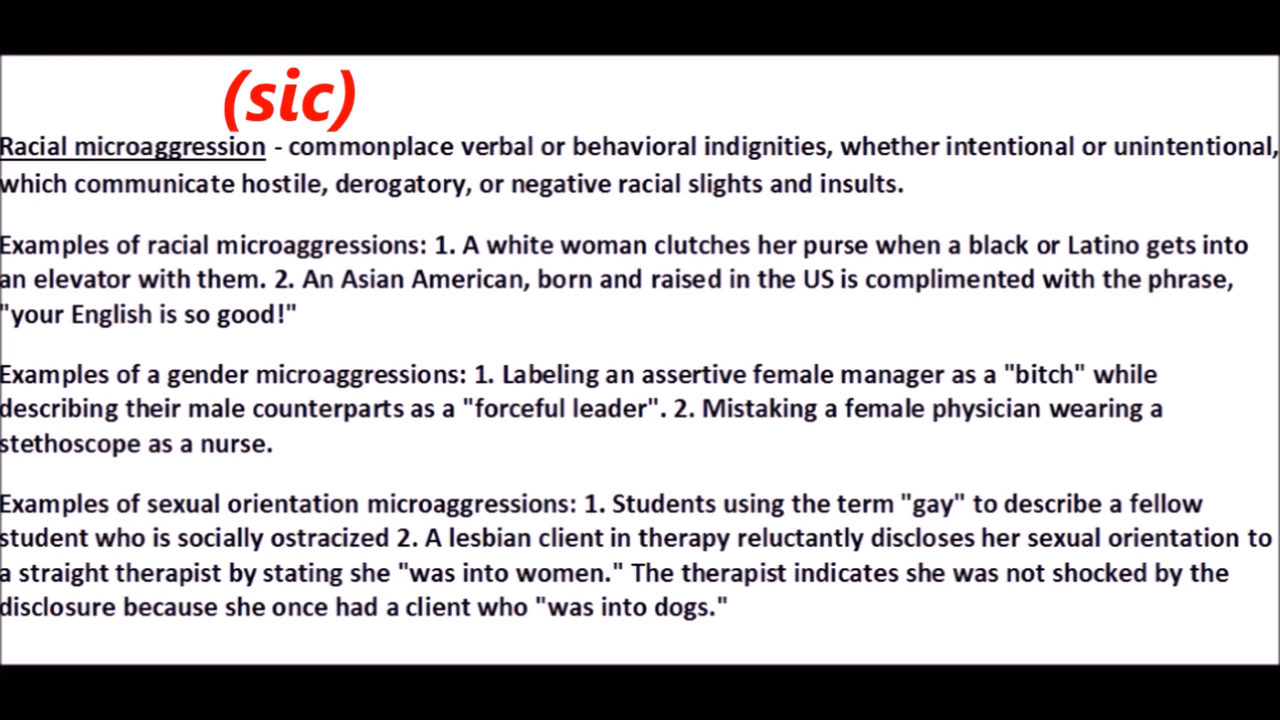 (sic)
Racial microaggression - commonplace verbal or behavioral indignities, whether intentional or unintentional,
which communicate hostile, derogatory, or negative racial slights and insults.
Examples of racial microaggressions: 1. A white woman clutches her purse when a black or Latino gets into
an elevator with them. 2. An Asian American, born and raised in the US is complimented with the phrase,
"your English is so good!"
Examples of a gender microaggressions: 1. Labeling an assertive female manager as a "bitch" while
describing their male counterparts as a "forceful leader". 2. Mistaking a female physician wearing a
stethoscope as a nurse.
Examples of sexual orientation microaggressions: 1. Students using the term "gay" to describe a fellow
student who is socially ostracized 2. A lesbian client in therapy reluctantly discloses her sexual orientation to
a straight therapist by stating she "was into women." The therapist indicates she was not shocked by the
disclosure because she once had a client who "was into dogs."